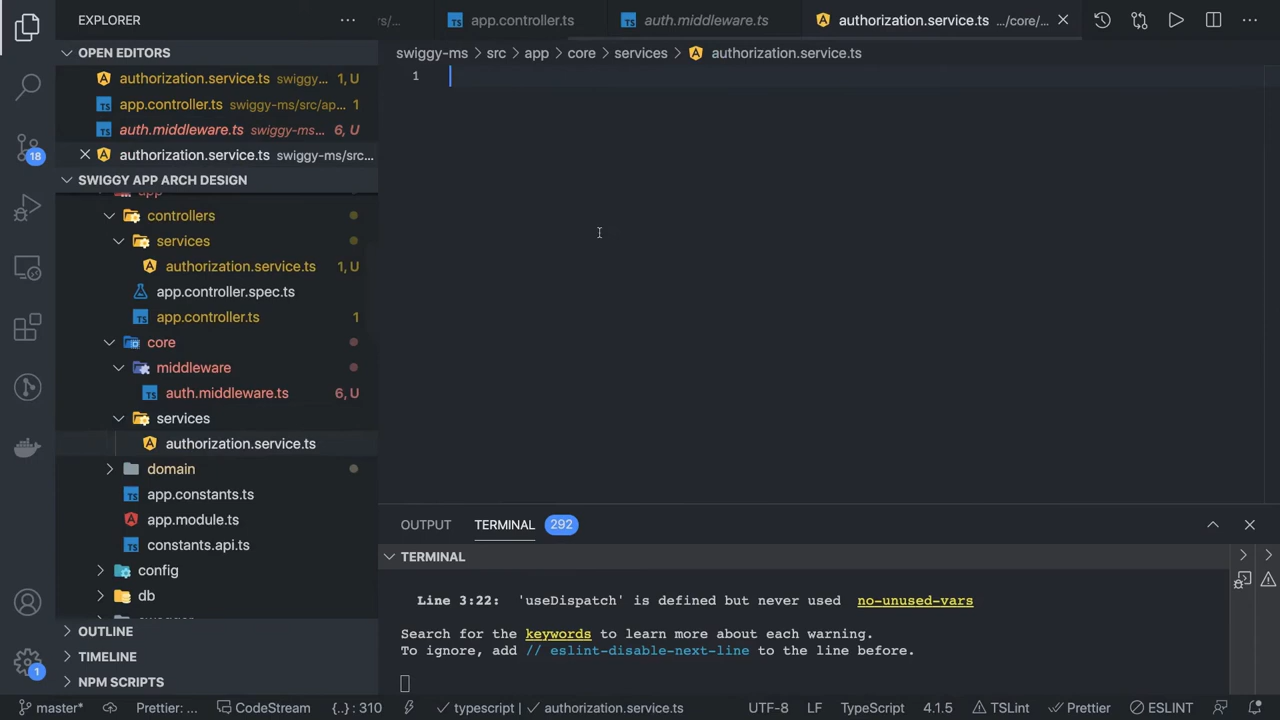 EXPLORER
OPEN EDITORS
authorization.service.ts swiggy... 1, U
app.controller.ts swiggy-ms/src/ap... 1
auth.middleware.ts swiggy-ms... 6, U
authorization.service.ts swiggy-ms/src...
SWIGGY APP ARCH DESIGN
app
controllers
services
authorization.service.ts 1, U
app.controller.spec.ts
app.controller.ts 1
core
middleware
auth.middleware.ts 6, U
services
authorization.service.ts
domain
app.constants.ts
app.module.ts
constants.api.ts
config
db
OUTLINE
TIMELINE
NPM SCRIPTS
18
1
rs/... app.controller.ts auth.middleware.ts authorization.service.ts .../core/...
swiggy-ms > src > app > core > services > authorization.service.ts
1
OUTPUT TERMINAL 292
TERMINAL
Line 3:22: 'useDispatch' is defined but never used no-unused-vars
Search for the keywords to learn more about each warning.
To ignore, add // eslint-disable-next-line to the line before.
master* Prettier: ... CodeStream {..} : 310 typescript | authorization.service.ts UTF-8 LF TypeScript 4.1.5 TSLint Prettier ESLINT